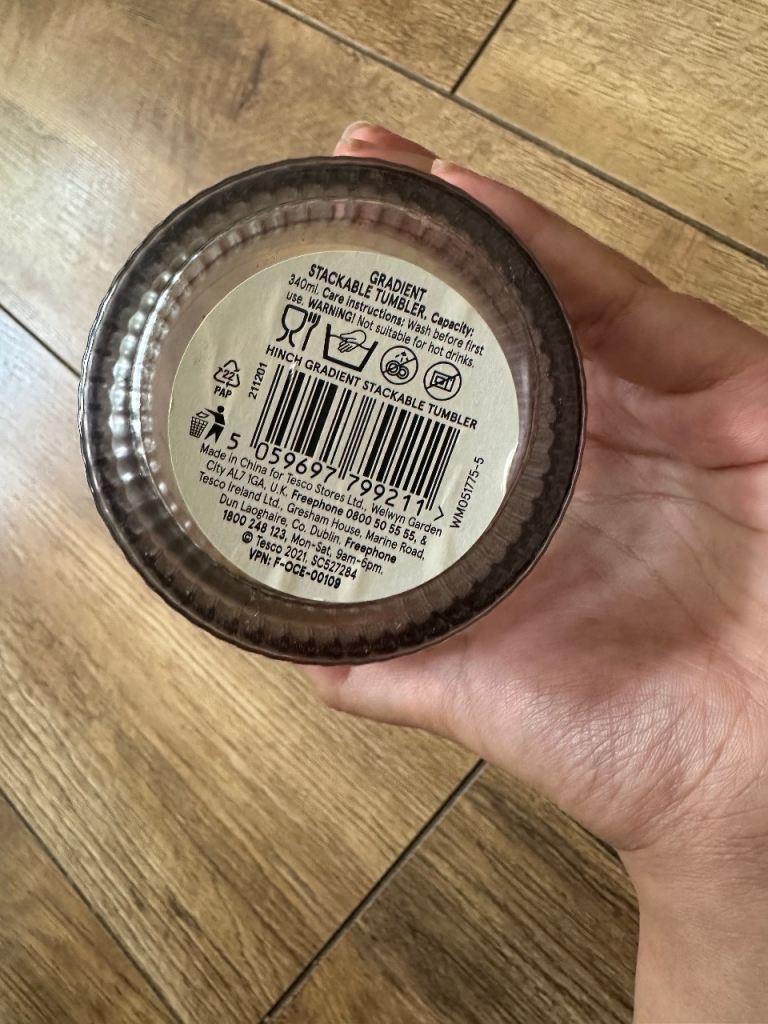 GRADIENT
STACKABLE TUMBLER. Capacity:
340ml. Care instructions: Wash before first
use. WARNING! Not suitable for hot drinks.
HINCH GRADIENT STACKABLE TUMBLER
22
PAP
211201
5 059697 799211 >
WM051775-5
Made in China for Tesco Stores Ltd., Welwyn Garden
City AL7 1GA, U.K. Freephone 0800 50 55 55, &
Tesco Ireland Ltd., Gresham House, Marine Road,
Dun Laoghaire, Co. Dublin. Freephone
1800 248 123, Mon-Sat, 9am-6pm.
© Tesco 2021. SC527284
VPN: F-OCE-00109